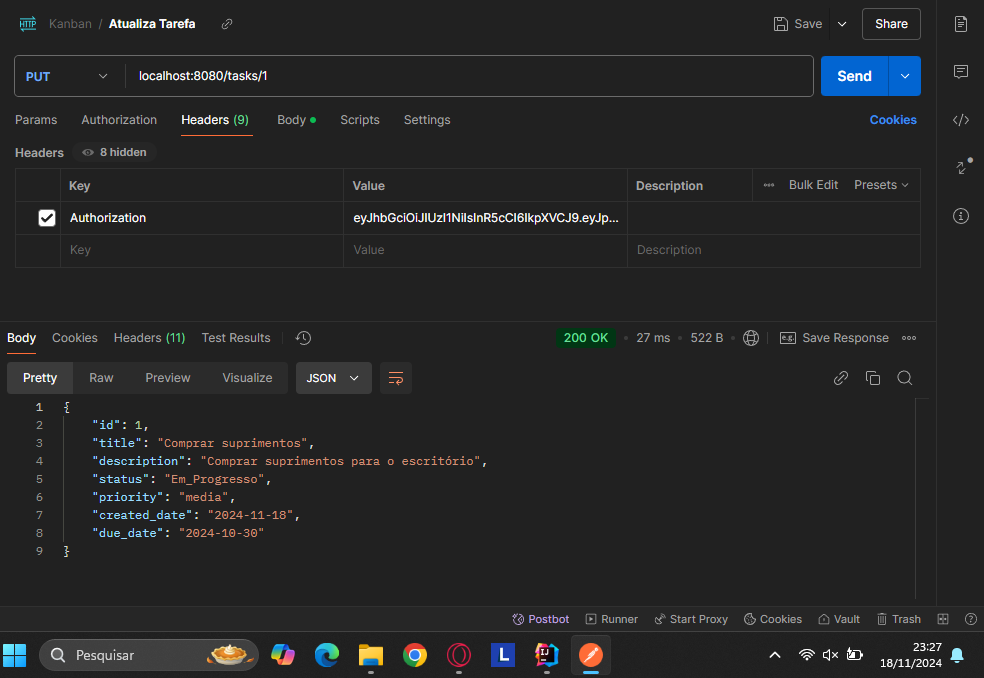 HTTP Kanban / Atualiza Tarefa Save Share
PUT localhost:8080/tasks/1 Send
Params Authorization Headers (9) Body Scripts Settings Cookies
Headers 8 hidden
Key Value Description Bulk Edit Presets
Authorization eyJhbGciOiJIUzI1NiIsInR5cCI6IkpXVCJ9.eyJp...
Key Value Description
Body Cookies Headers (11) Test Results 200 OK 27 ms 522 B e.g. Save Response
Pretty Raw Preview Visualize JSON
1 {
2 "id": 1,
3 "title": "Comprar suprimentos",
4 "description": "Comprar suprimentos para o escritório",
5 "status": "Em_Progresso",
6 "priority": "media",
7 "created_date": "2024-11-18",
8 "due_date": "2024-10-30"
9 }
Postbot Runner Start Proxy Cookies Vault Trash
Pesquisar L IJ 23:27
18/11/2024